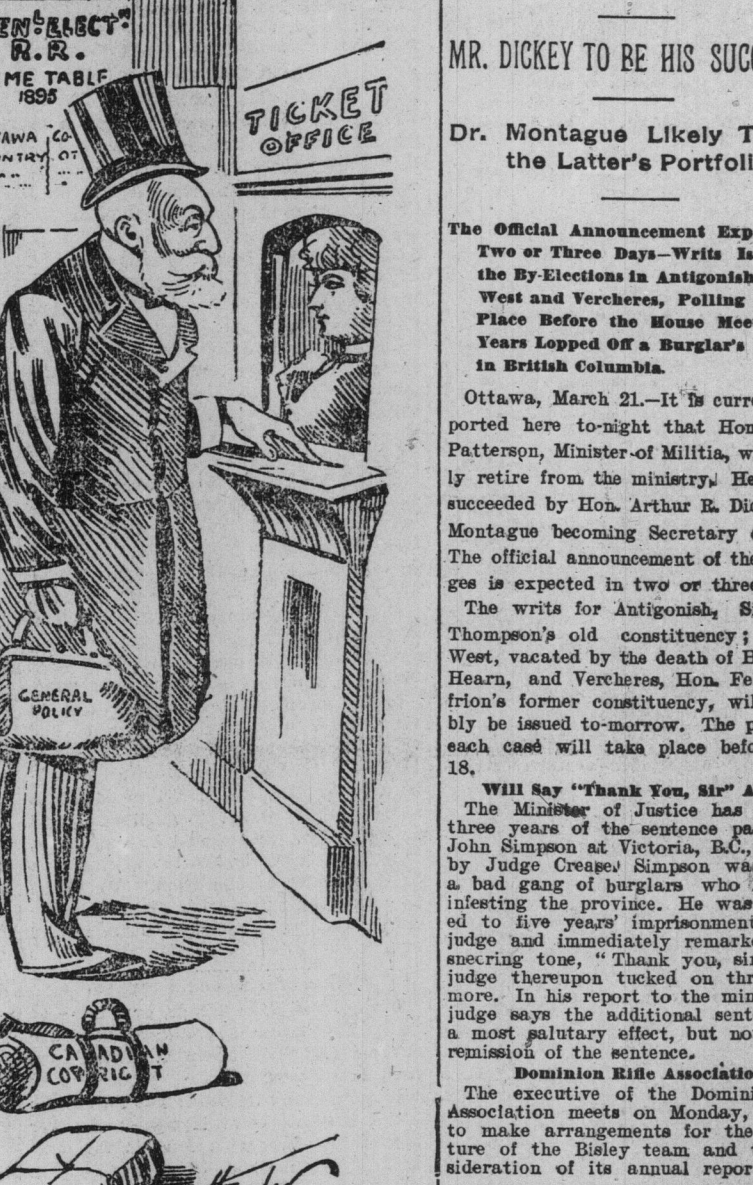 EN: ELECT"
R.R.
ME TABLE
1895
AWA CO-
NTRY OT
TICKET
OFFICE
GENERAL
POLICY
CANADIAN
COPYRIGHT
MR. DICKEY TO BE HIS SUCC
Dr. Montague Likely T
the Latter's Portfoli
The Official Announcement Exp
Two or Three Days—Writs Is
the By-Elections in Antigonish
West and Vercheres, Polling
Place Before the House Mee
Years Lopped Off a Burglar's
in British Columbia.
Ottawa, March 21.—It is curre
ported here to-night that Hon
Patterson, Minister of Militia, w
ly retire from the ministry. He
succeeded by Hon. Arthur R. Dic
Montague becoming Secretary o
The official announcement of the
ges is expected in two or three
The writs for Antigonish, Si
Thompson's old constituency;
West, vacated by the death of H
Hearn, and Vercheres, Hon. Fe
frion's former constituency, wil
bly be issued to-morrow. The p
each case will take place befo
18.
Will Say "Thank You, Sir" A
The Minister of Justice has
three years of the sentence pa
John Simpson at Victoria, B.C.,
by Judge Crease. Simpson wa
a bad gang of burglars who
infesting the province. He was
ed to five years' imprisonment
judge and immediately remarke
sneering tone, "Thank you, sir
judge thereupon tucked on thr
more. In his report to the min
judge says the additional sent
a most salutary effect, but no
remission of the sentence.
Dominion Rifle Associatio
The executive of the Domini
Association meets on Monday,
to make arrangements for the
ture of the Bisley team and
sideration of its annual repor